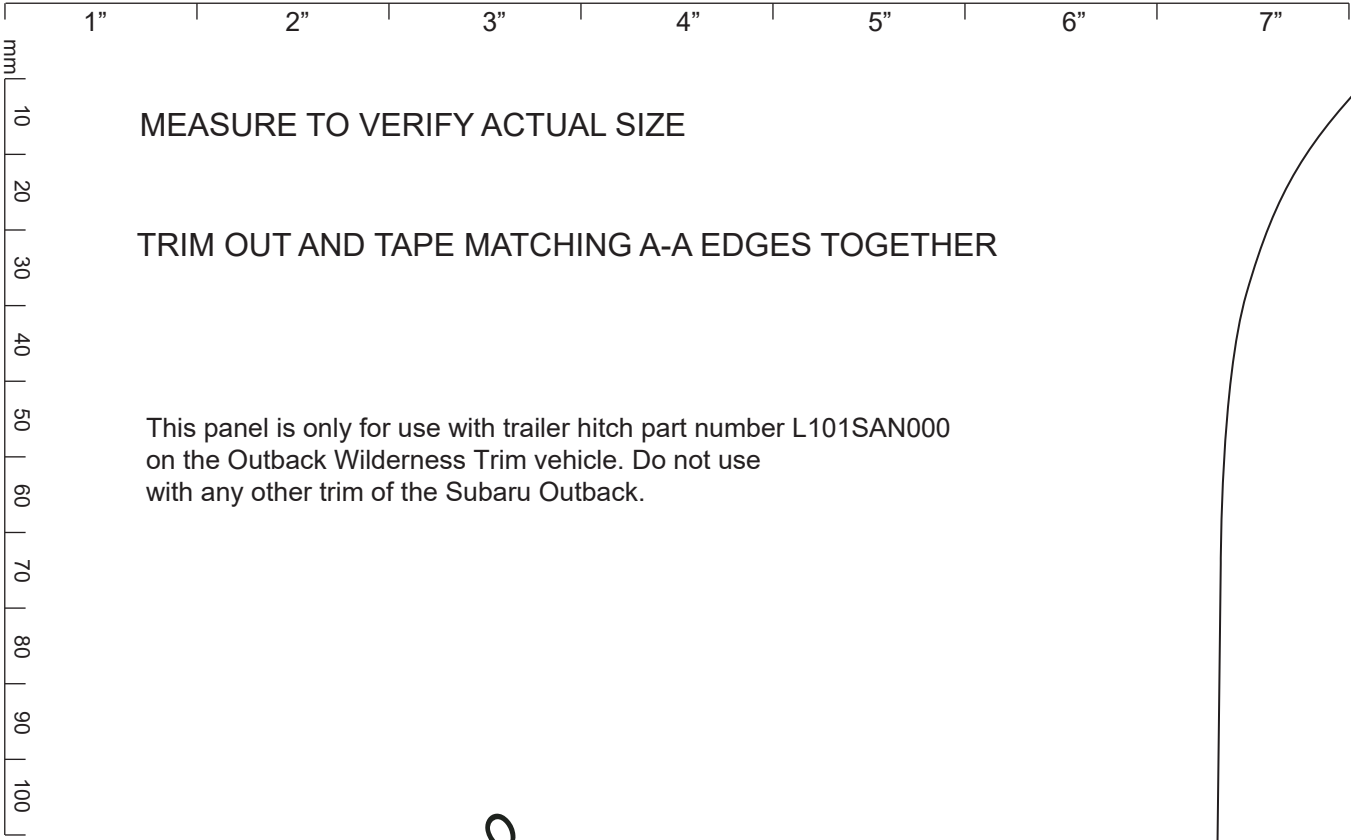 1” 2” 3” 4” 5” 6” 7”
mm
10
MEASURE TO VERIFY ACTUAL SIZE
20
TRIM OUT AND TAPE MATCHING A-A EDGES TOGETHER
30
40
50
This panel is only for use with trailer hitch part number L101SAN000
on the Outback Wilderness Trim vehicle. Do not use
with any other trim of the Subaru Outback.
60
70
80
90
100